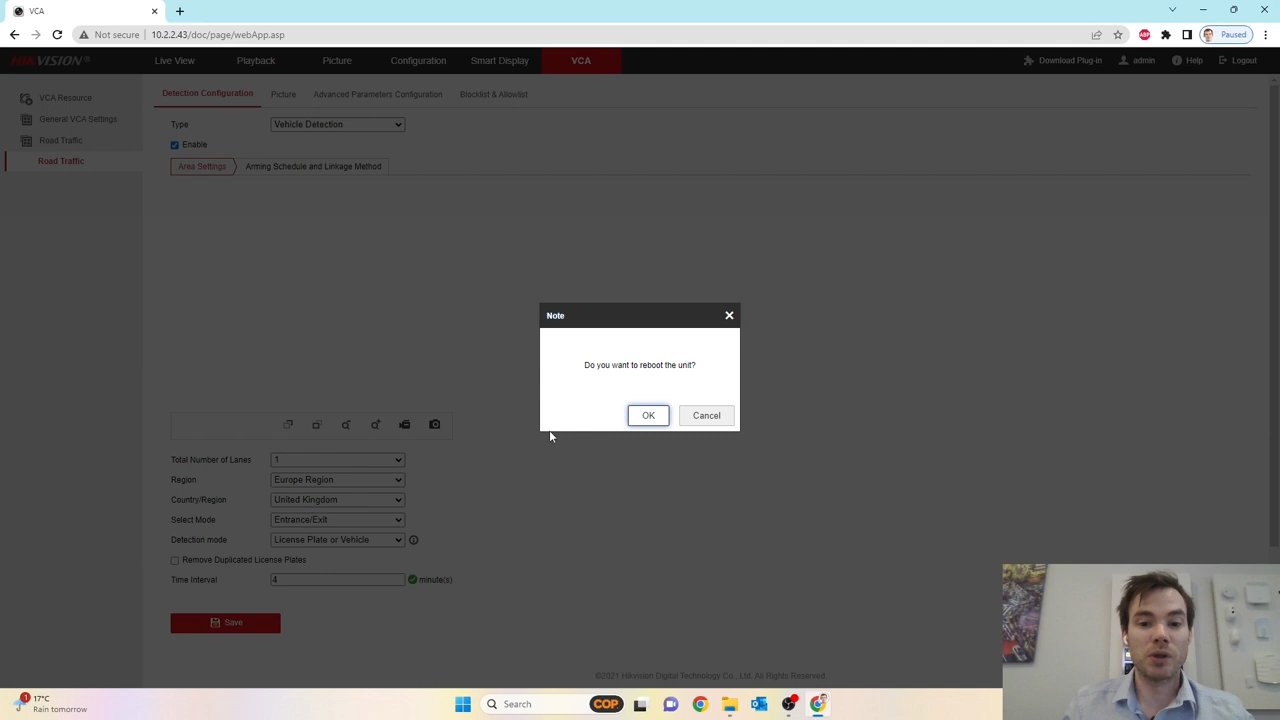 VCA
Not secure
10.2.2.43/doc/page/webApp.asp
ABP
Paused
HIKVISION®
Live View
Playback
Picture
Configuration
Smart Display
VCA
Download Plug-in
admin
Help
Logout
VCA Resource
General VCA Settings
Road Traffic
Road Traffic
Detection Configuration
Picture
Advanced Parameters Configuration
Blocklist & Allowlist
Type
Vehicle Detection
Enable
Area Settings
Arming Schedule and Linkage Method
Note
Do you want to reboot the unit?
OK
Cancel
Total Number of Lanes
1
Region
Europe Region
Country/Region
United Kingdom
Select Mode
Entrance/Exit
Detection mode
License Plate or Vehicle
Remove Duplicated License Plates
Time Interval
4
minute(s)
Save
©2021 Hikvision Digital Technology Co., Ltd. All Rights Reserved.
1
17°C
Rain tomorrow
Search
COP